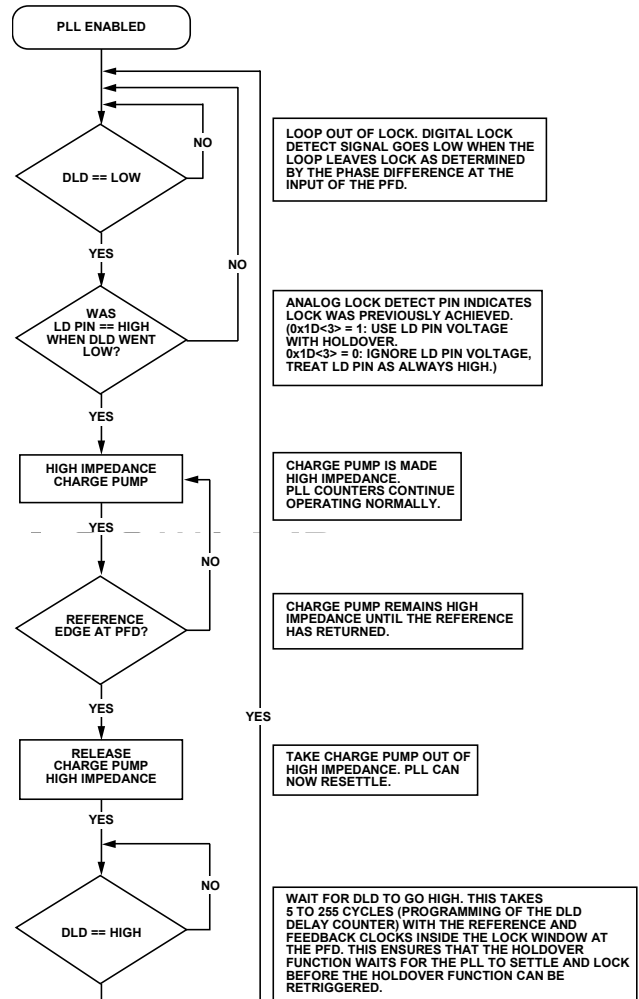 PLL ENABLED
NO
DLD == LOW
LOOP OUT OF LOCK. DIGITAL LOCK
DETECT SIGNAL GOES LOW WHEN THE
LOOP LEAVES LOCK AS DETERMINED
BY THE PHASE DIFFERENCE AT THE
INPUT OF THE PFD.
YES
NO
WAS
LD PIN == HIGH
WHEN DLD WENT
LOW?
ANALOG LOCK DETECT PIN INDICATES
LOCK WAS PREVIOUSLY ACHIEVED.
(0x1D<3> = 1: USE LD PIN VOLTAGE
WITH HOLDOVER.
0x1D<3> = 0: IGNORE LD PIN VOLTAGE,
TREAT LD PIN AS ALWAYS HIGH.)
YES
HIGH IMPEDANCE
CHARGE PUMP
CHARGE PUMP IS MADE
HIGH IMPEDANCE.
PLL COUNTERS CONTINUE
OPERATING NORMALLY.
YES
NO
REFERENCE
EDGE AT PFD?
CHARGE PUMP REMAINS HIGH
IMPEDANCE UNTIL THE REFERENCE
HAS RETURNED.
YES
YES
RELEASE
CHARGE PUMP
HIGH IMPEDANCE
TAKE CHARGE PUMP OUT OF
HIGH IMPEDANCE. PLL CAN
NOW RESETTLE.
YES
NO
DLD == HIGH
WAIT FOR DLD TO GO HIGH. THIS TAKES
5 TO 255 CYCLES (PROGRAMMING OF THE DLD
DELAY COUNTER) WITH THE REFERENCE AND
FEEDBACK CLOCKS INSIDE THE LOCK WINDOW AT
THE PFD. THIS ENSURES THAT THE HOLDOVER
FUNCTION WAITS FOR THE PLL TO SETTLE AND LOCK
BEFORE THE HOLDOVER FUNCTION CAN BE
RETRIGGERED.